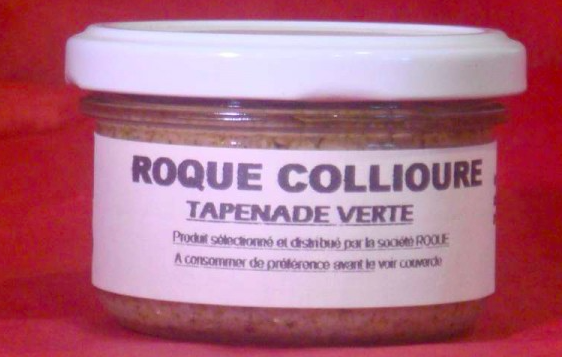 ROQUE COLLIOURE
TAPENADE VERTE
Produit sélectionné et distribué par la société ROQUE
A consommer de préférence avant le voir couvercle